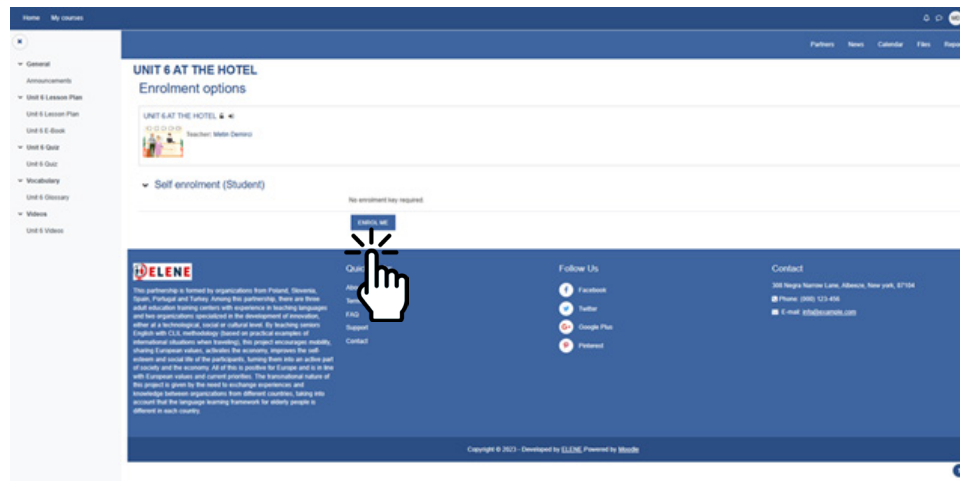 Home My courses
Partners News Calendar Files Repo
General
Announcements
Unit 6 Lesson Plan
Unit 6 Lesson Plan
Unit 6 E-Book
Unit 6 Quiz
Unit 6 Quiz
Vocabulary
Unit 6 Glossary
Videos
Unit 6 Videos
UNIT 6 AT THE HOTEL
Enrolment options
UNIT 6 AT THE HOTEL
Teacher: Metin Demirci
Self enrolment (Student)
No enrolment key required.
ENROL ME
ELENE
This partnership is formed by organizations from Poland, Slovenia,
Spain, Portugal and Turkey. Among this partnership, there are three
adult education training centers with experience in teaching languages
and two organizations specialized in the development of innovation,
either at a technological, social or cultural level. By teaching seniors
English with CLIL methodology (based on practical examples of
international situations when traveling), this project encourages mobility,
sharing European values, activates the economy, improves the self-
esteem and social life of the participants, turning them into an active part
of society and the economy. All of this is positive for Europe and is in line
with European values and current priorities. The transnational nature of
this project is given by the need to exchange experiences and
knowledge between organizations from different countries, taking into
account that the language learning framework for elderly people is
different in each country.
Quic
FAQ
Support
Contact
Follow Us
Facebook
Twitter
Google Plus
Pinterest
Contact
308 Negra Narrow Lane, Albeeze, New york, 87104
Phone: (000) 123-456
E-mail: info@example.com
Copyright © 2023 - Developed by ELENE. Powered by Moodle